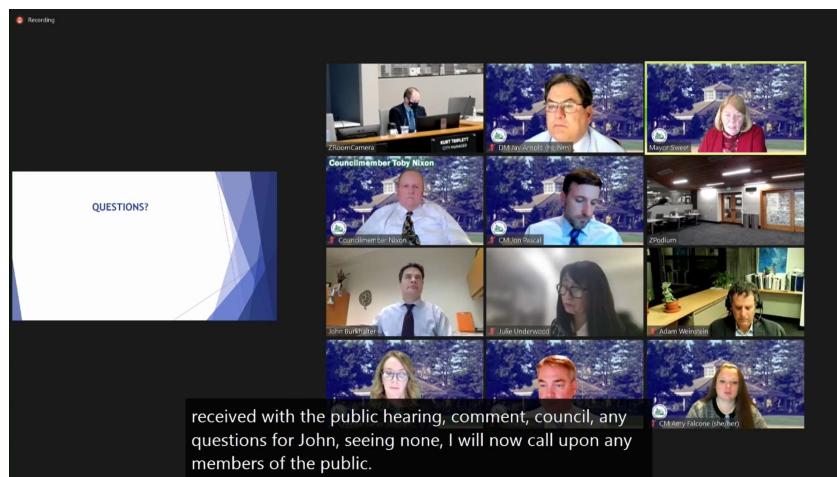 Recording
KURT TRIPLETT
CITY MANAGER
ZRoomCamera
DM Jay Arnold (he/him)
Mayor Sweet
QUESTIONS?
Councilmember Toby Nixon
Councilmember Nixon
CM Jon Pascal
ZPodium
John Burkhalter
Julie Underwood
Adam Weinstein
CM Amy Falcone (she/her)
received with the public hearing, comment, council, any
questions for John, seeing none, I will now call upon any
members of the public.